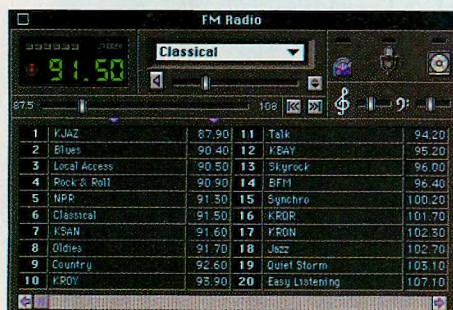 FM Radio
91.50
Classical
87.5 108
1 KJAZ 87.90 11 Talk 94.20
2 Blues 90.40 12 KBAY 95.20
3 Local Access 90.50 13 Skyrock 96.00
4 Rock & Roll 90.90 14 BFM 96.40
5 NPR 91.30 15 Synchro 100.20
6 Classical 91.50 16 KROR 101.70
7 KSAN 91.60 17 KRON 102.30
8 Oldies 91.70 18 Jazz 102.70
9 Country 92.60 19 Quiet Storm 103.10
10 KROY 93.90 20 Easy Listening 107.10